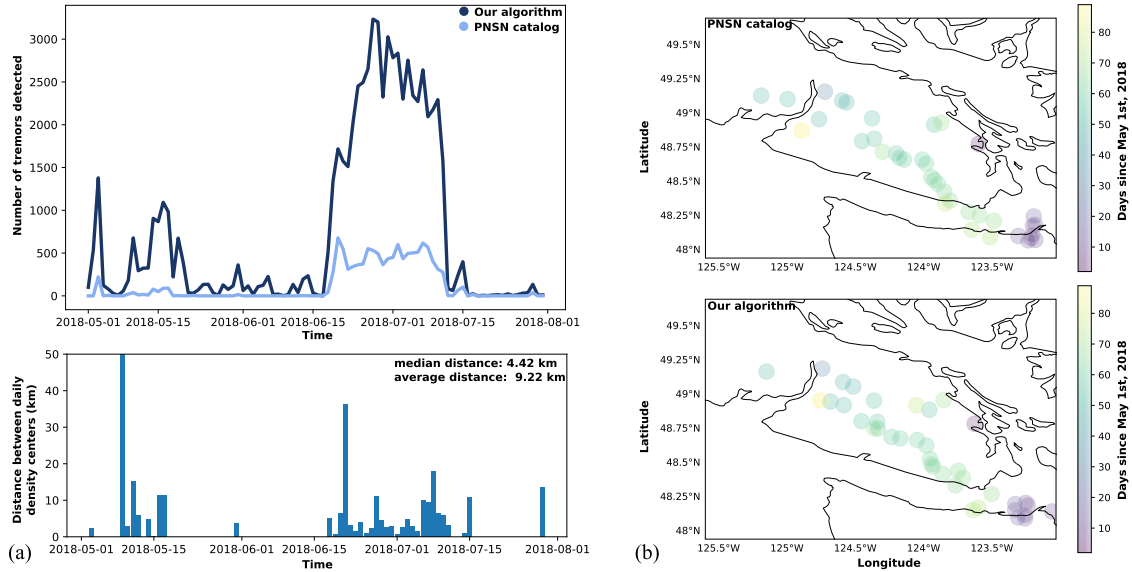 Our algorithm
PNSN catalog
Number of tremors detected
3000
2500
2000
1500
1000
500
0
2018-05-01
2018-05-15
2018-06-01
2018-06-15
2018-07-01
2018-07-15
2018-08-01
Time
median distance: 4.42 km
average distance: 9.22 km
Distance between daily
density centers (km)
50
40
30
20
10
0
2018-05-01
2018-05-15
2018-06-01
2018-06-15
2018-07-01
2018-07-15
2018-08-01
Time
(a)
PNSN catalog
Latitude
49.5°N
49.25°N
49°N
48.75°N
48.5°N
48.25°N
48°N
125.5°W
125°W
124.5°W
124°W
123.5°W
80
70
60
50
40
30
20
10
Days since May 1st, 2018
Our algorithm
Latitude
49.5°N
49.25°N
49°N
48.75°N
48.5°N
48.25°N
48°N
125.5°W
125°W
124.5°W
124°W
123.5°W
Longitude
80
70
60
50
40
30
20
10
Days since May 1st, 2018
(b)